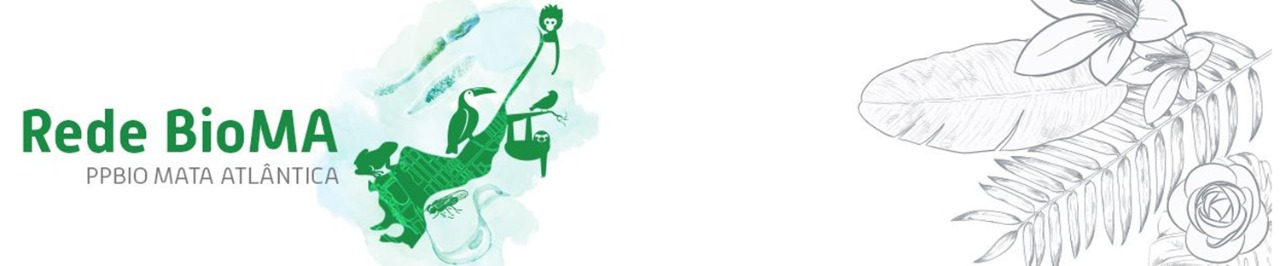 Rede BioMA
PPBIO MATA ATLÂNTICA